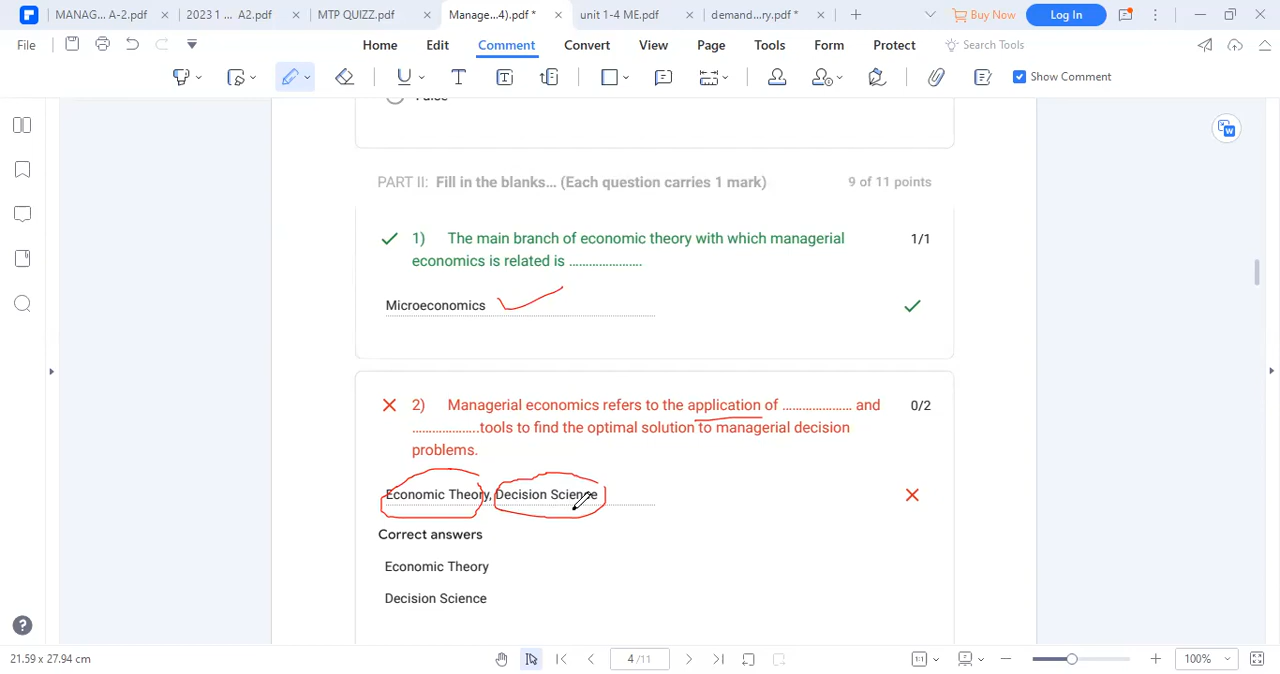 MANAG... A-2.pdf
2023 1 ... A2.pdf
MTP QUIZZ.pdf
Manage...4).pdf *
unit 1-4 ME.pdf
demand...ry.pdf *
Buy Now
Log In
File
Home
Edit
Comment
Convert
View
Page
Tools
Form
Protect
Search Tools
Show Comment
PART II: Fill in the blanks... (Each question carries 1 mark)
9 of 11 points
1) The main branch of economic theory with which managerial
1/1
economics is related is .....................
Microeconomics
2) Managerial economics refers to the application of .................... and
0/2
....................tools to find the optimal solution to managerial decision
problems.
Economic Theory, Decision Science
Correct answers
Economic Theory
Decision Science
21.59 x 27.94 cm
4 /11
1:1
100%